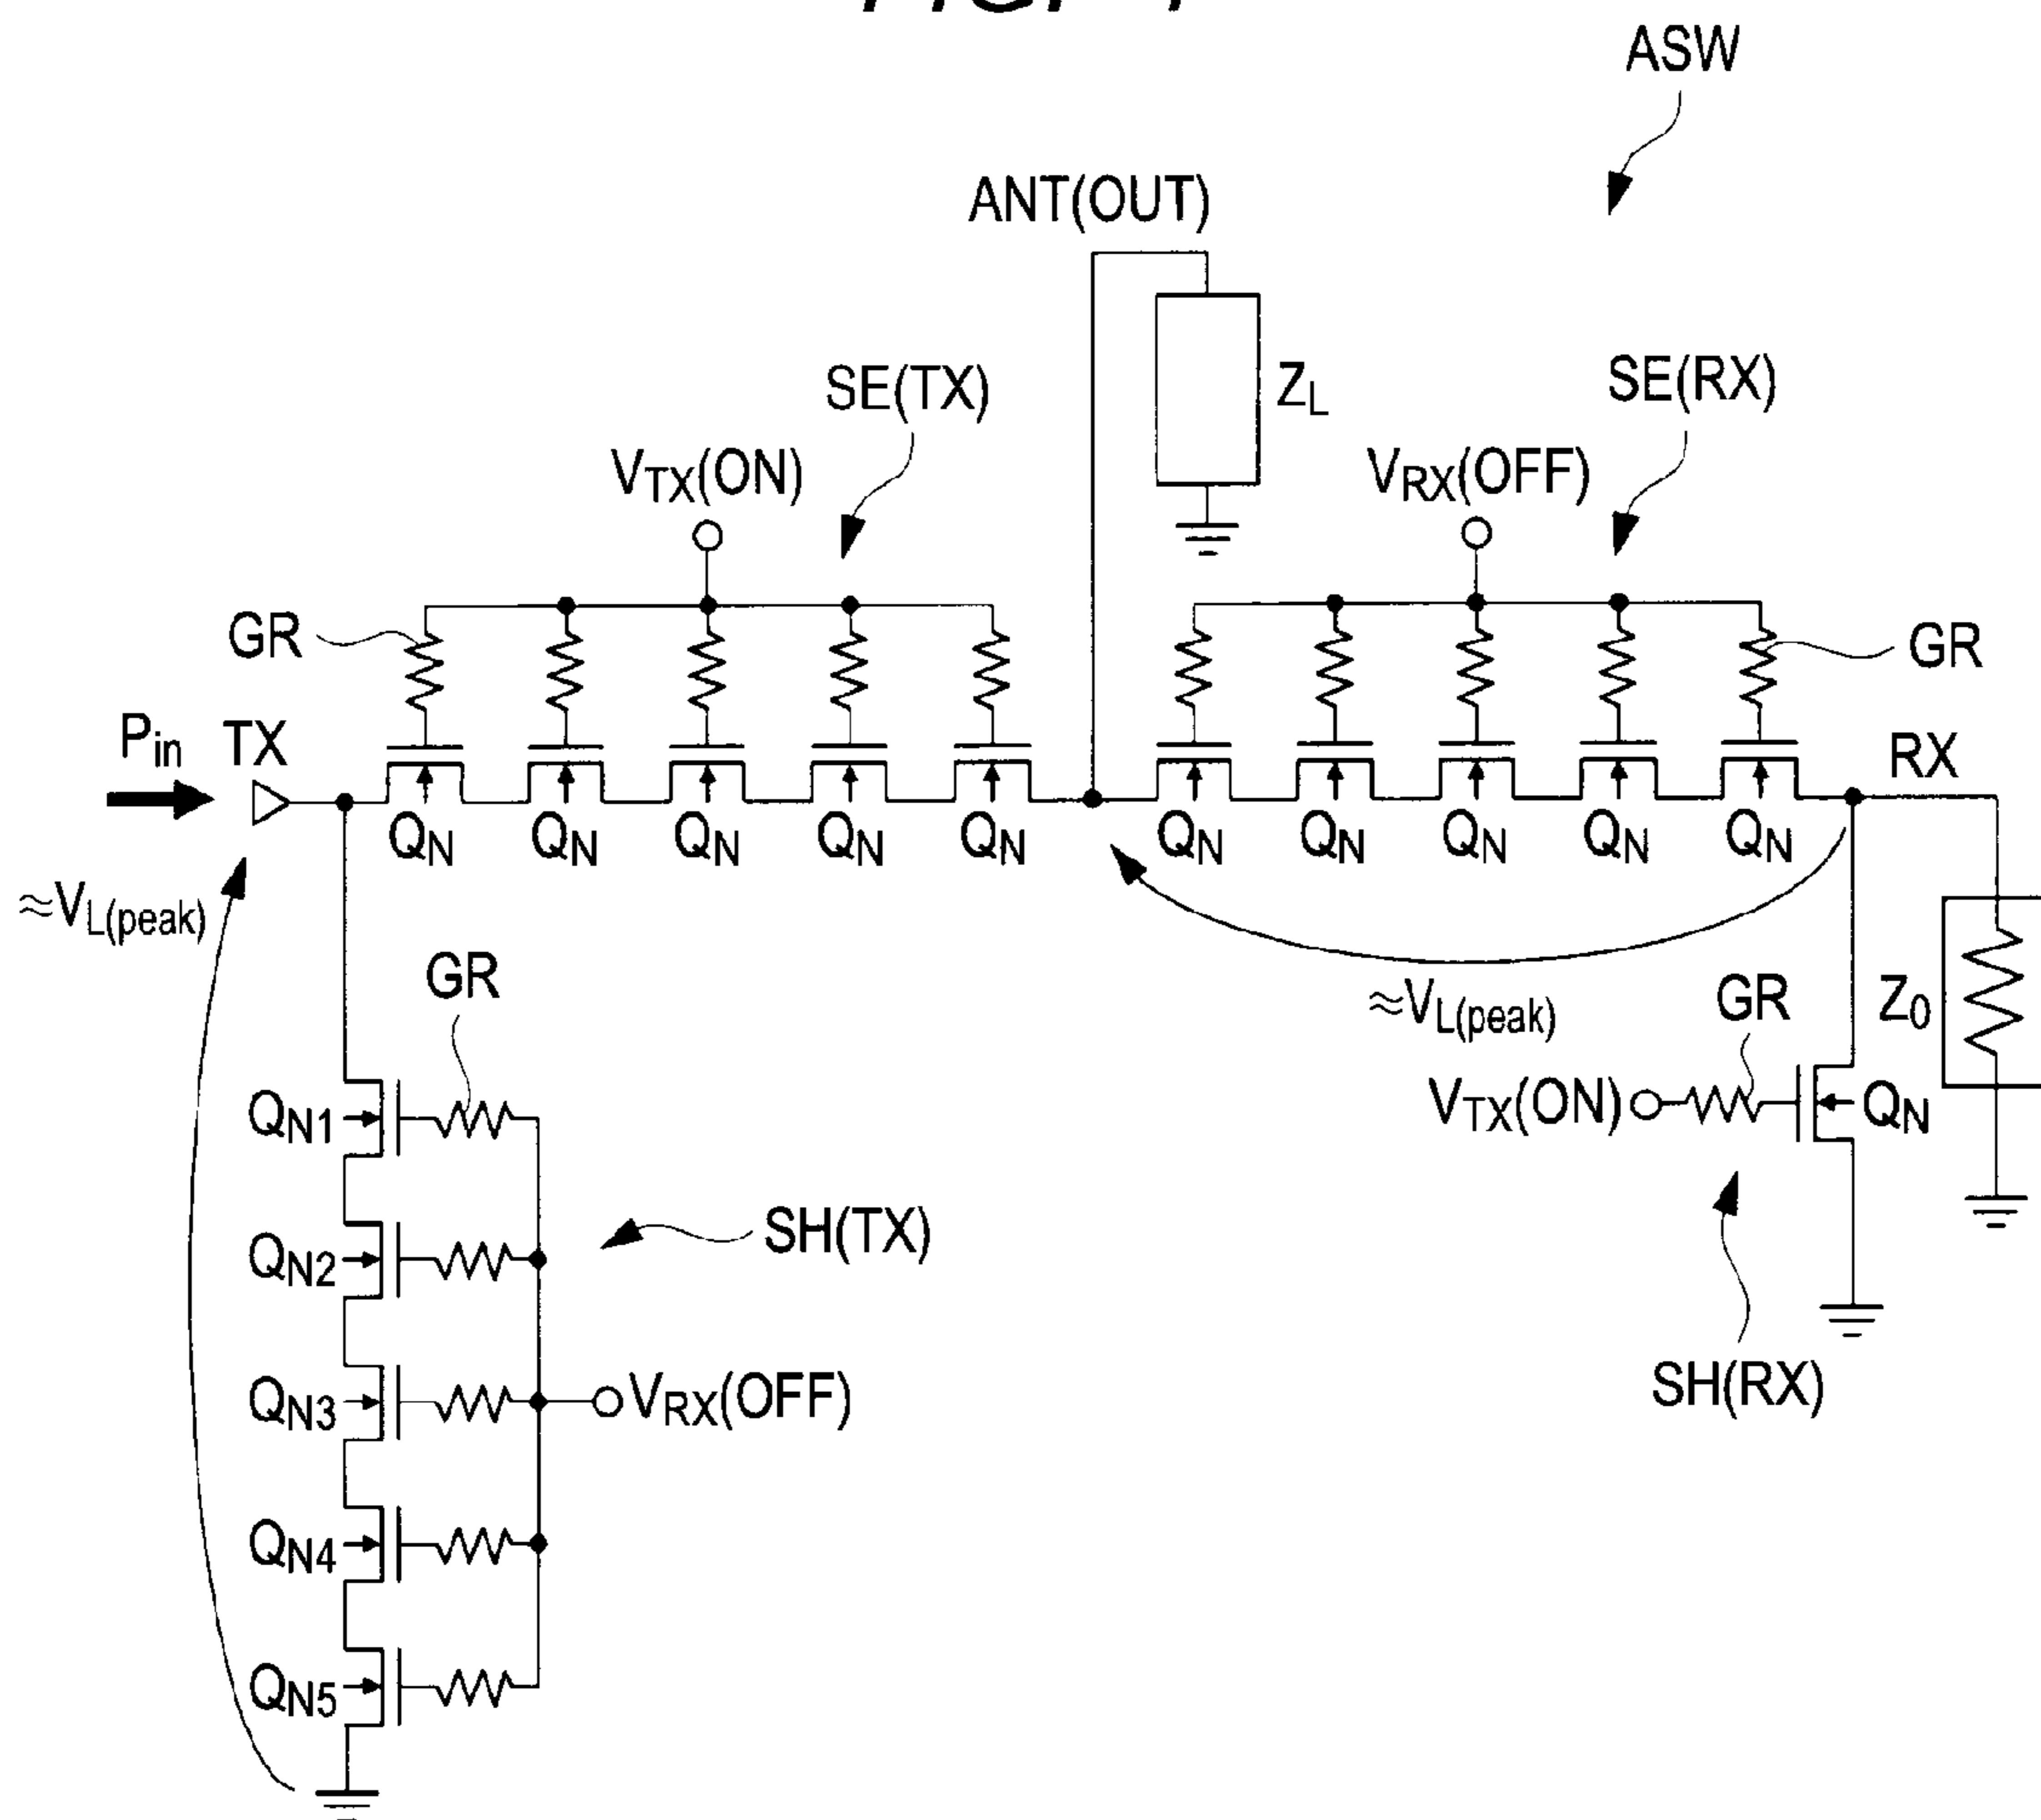 ASW
ANT(OUT)
ZL
SE(TX)
SE(RX)
VTX(ON)
VRX(OFF)
GR
GR
Pin
TX
RX
QN
QN
QN
QN
QN
QN
QN
QN
QN
QN
≈VL(peak)
≈VL(peak)
GR
GR
Z0
VTX(ON)
QN
QN1
QN2
SH(TX)
QN3
VRX(OFF)
SH(RX)
QN4
QN5